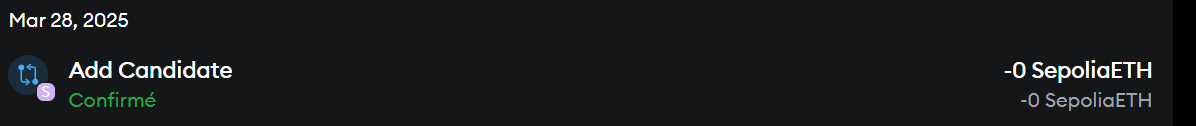 Mar 28, 2025
Add Candidate -0 SepoliaETH
S
Confirmé -0 SepoliaETH